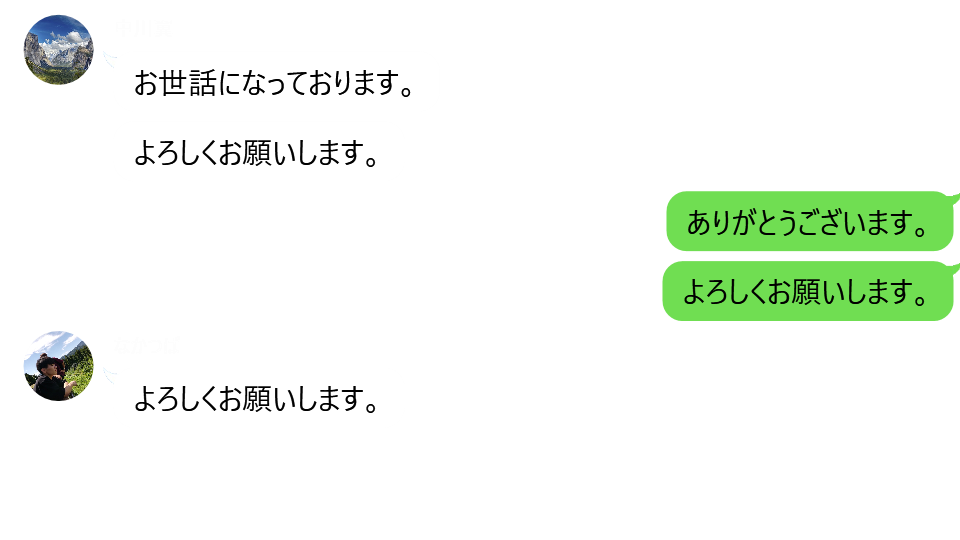 お世話になっております。
よろしくお願いします。
ありがとうございます。
よろしくお願いします。
よろしくお願いします。